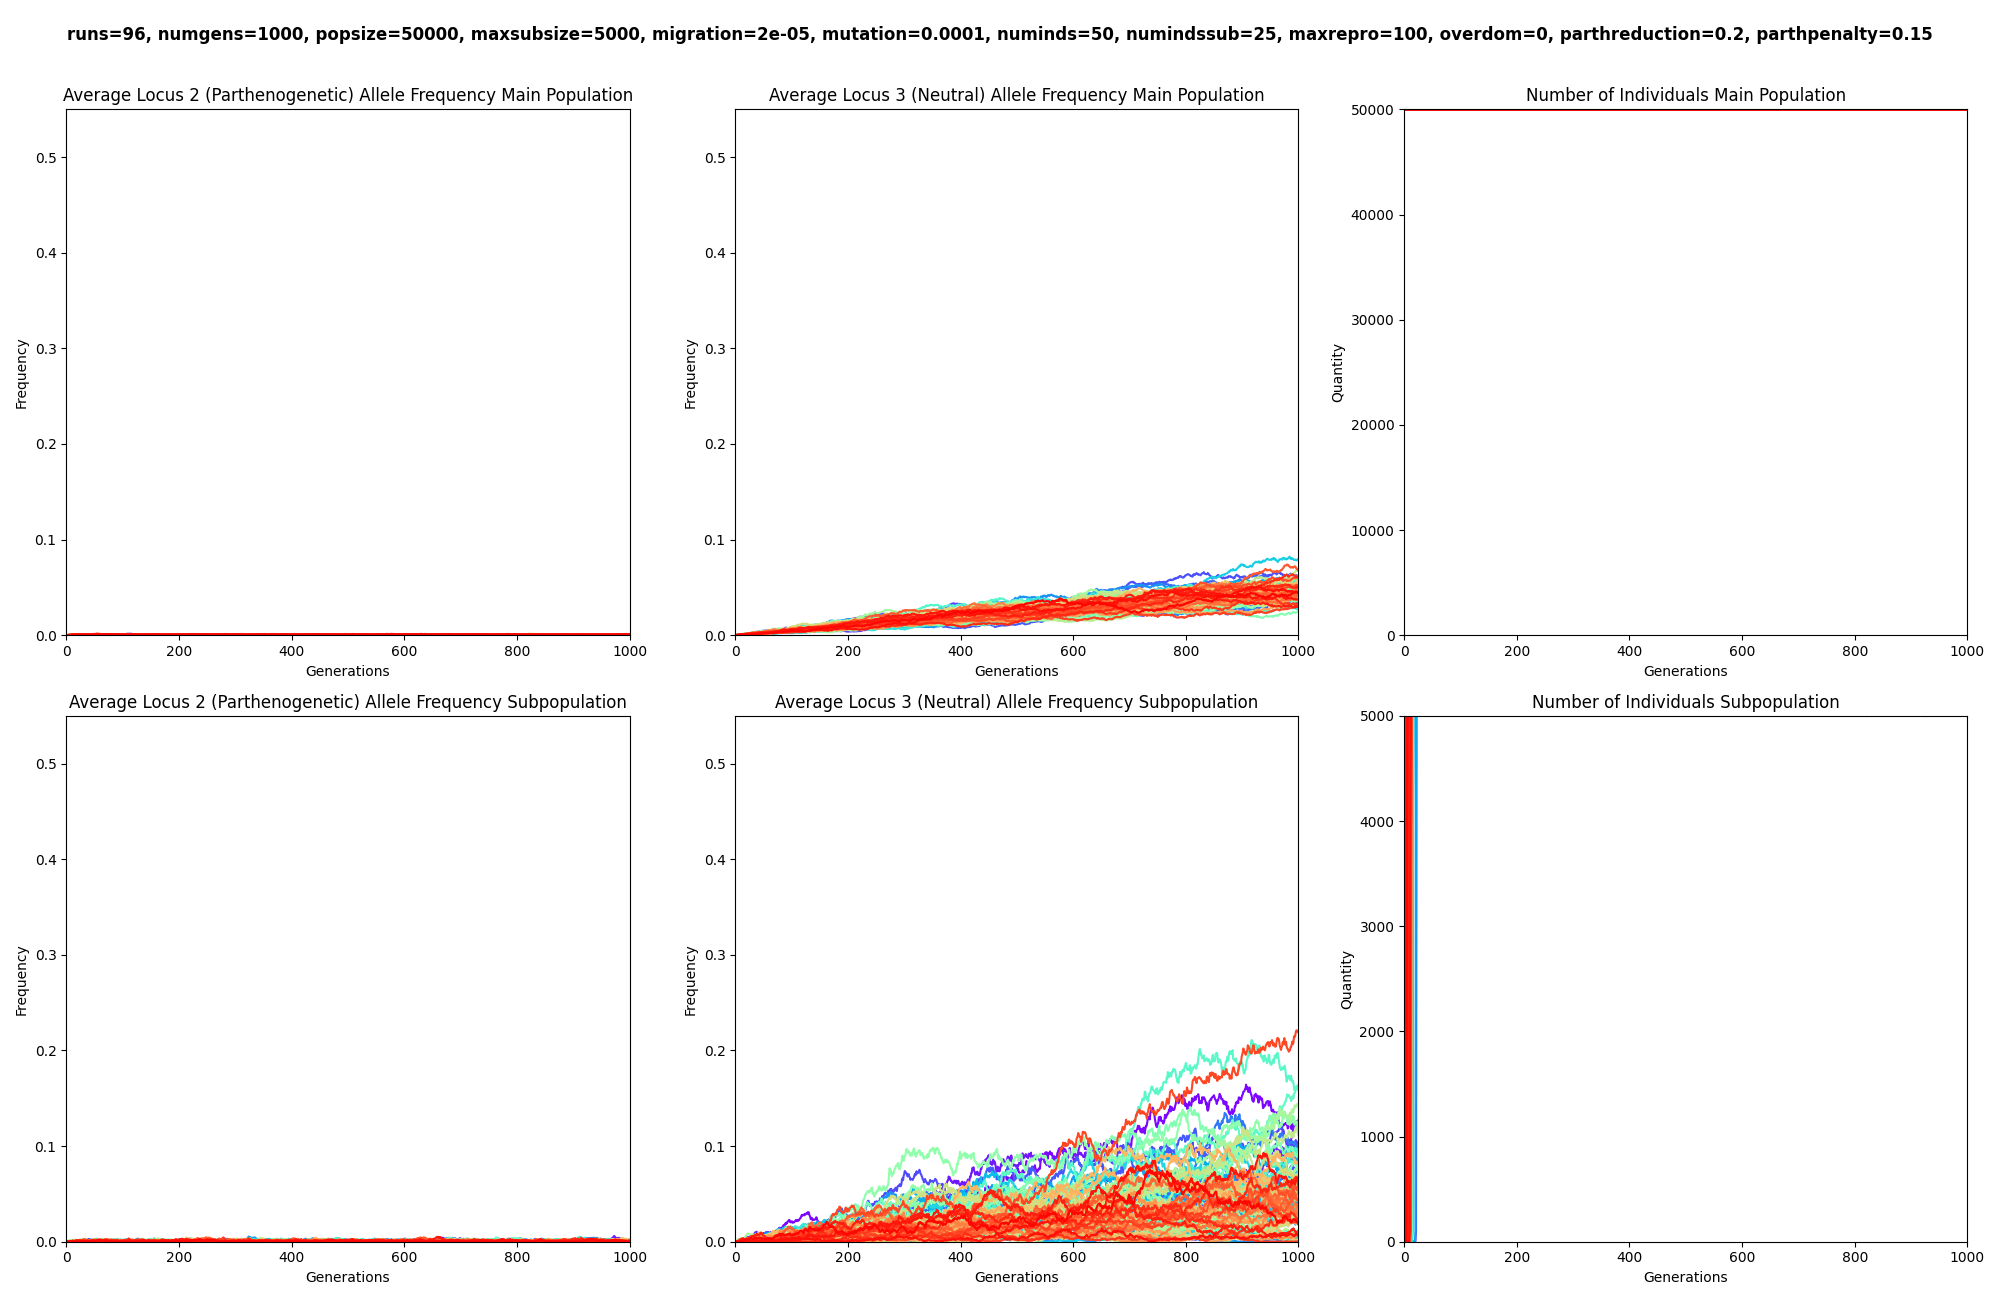 runs=96, numgens=1000, popsize=50000, maxsubsize=5000, migration=2e-05, mutation=0.0001, numinds=50, numindssub=25, maxrepro=100, overdom=0, parthreduction=0.2, parthpenalty=0.15
Average Locus 2 (Parthenogenetic) Allele Frequency Main Population
0.5
0.4
0.3
0.2
0.1
0.0
Frequency
0 200 400 600 800 1000
Generations
Average Locus 3 (Neutral) Allele Frequency Main Population
0.5
0.4
0.3
0.2
0.1
0.0
Frequency
0 200 400 600 800 1000
Generations
Number of Individuals Main Population
50000
40000
30000
20000
10000
0
Quantity
0 200 400 600 800 1000
Generations
Average Locus 2 (Parthenogenetic) Allele Frequency Subpopulation
0.5
0.4
0.3
0.2
0.1
0.0
Frequency
0 200 400 600 800 1000
Generations
Average Locus 3 (Neutral) Allele Frequency Subpopulation
0.5
0.4
0.3
0.2
0.1
0.0
Frequency
0 200 400 600 800 1000
Generations
Number of Individuals Subpopulation
5000
4000
3000
2000
1000
0
Quantity
0 200 400 600 800 1000
Generations